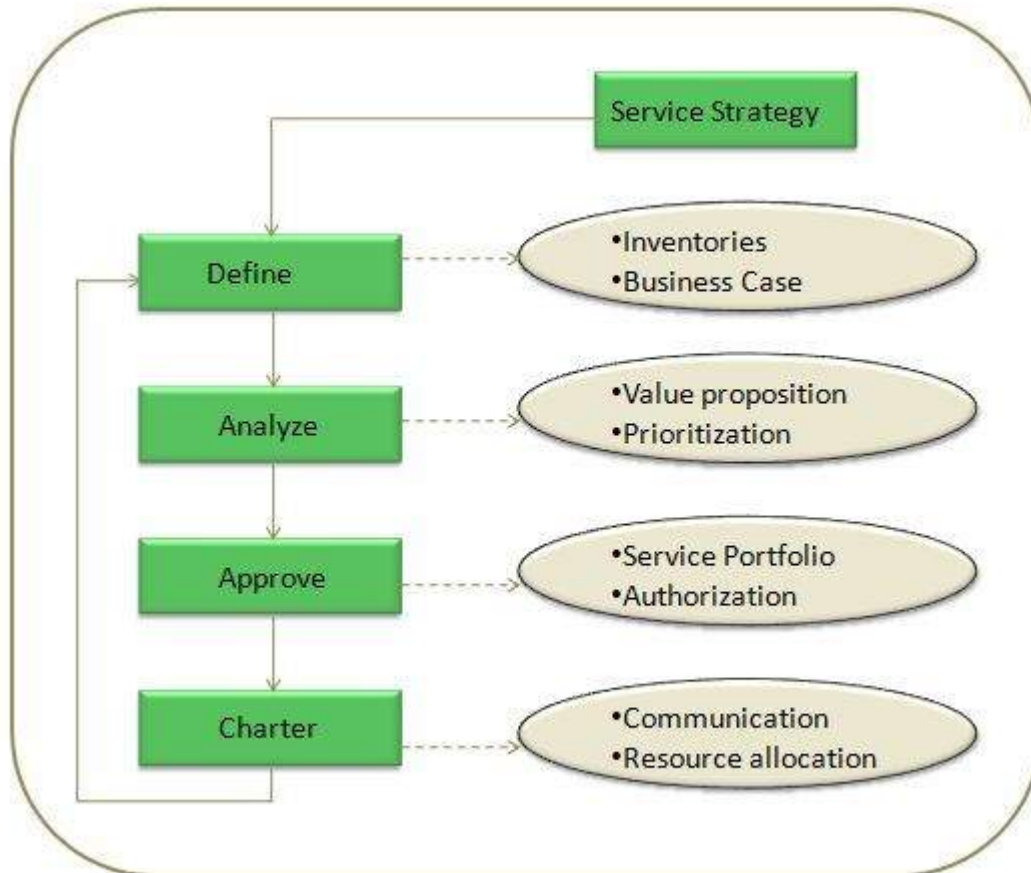 Service Strategy
Define
•Inventories
•Business Case
Analyze
•Value proposition
•Prioritization
Approve
•Service Portfolio
•Authorization
Charter
•Communication
•Resource allocation